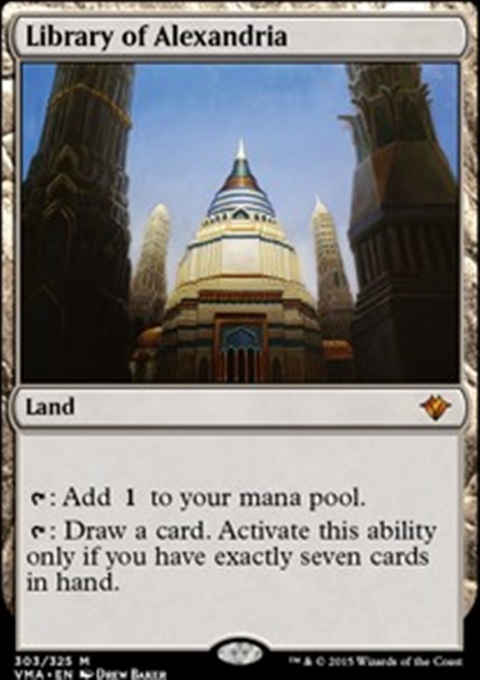 Library of Alexandria
Land
: Add 1 to your mana pool.
: Draw a card. Activate this ability
only if you have exactly seven cards
in hand.
303/325 M
VMA • EN Drew Baker
™ & © 2015 Wizards of the Coast